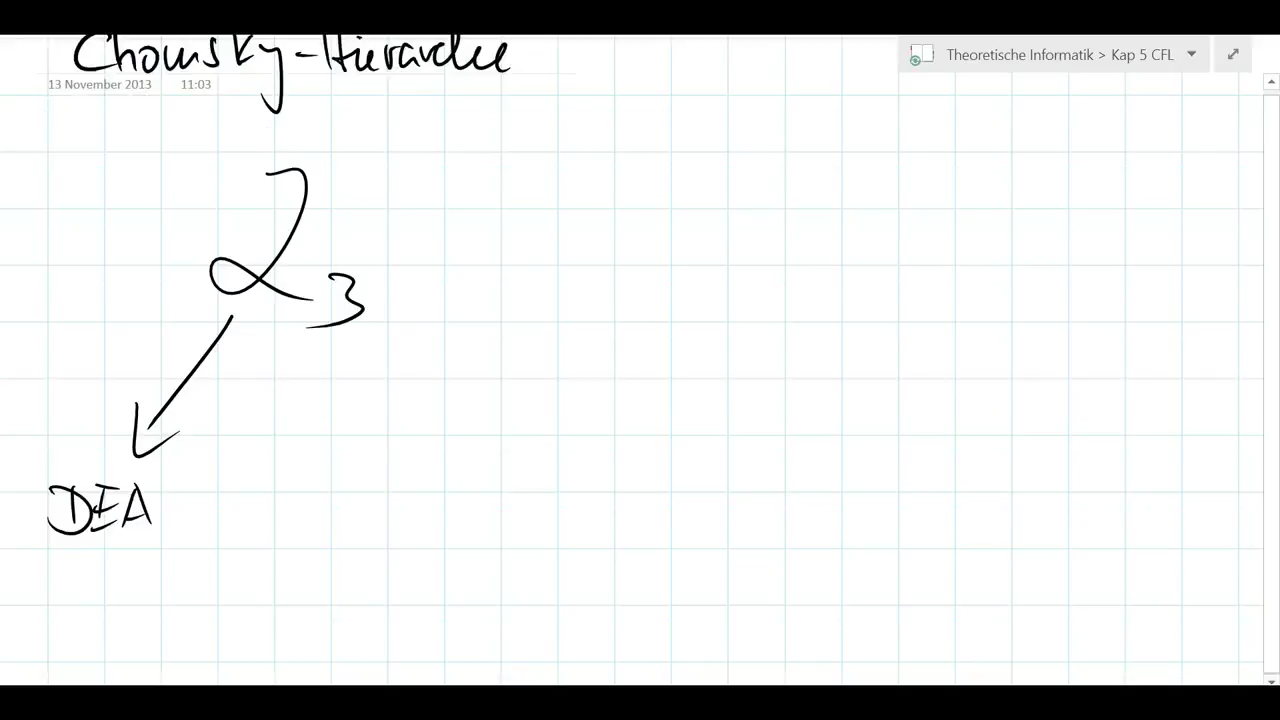 Chomsky-Hierarchie
Theoretische Informatik > Kap 5 CFL
13 November 2013 11:03
ℒ3
DEA